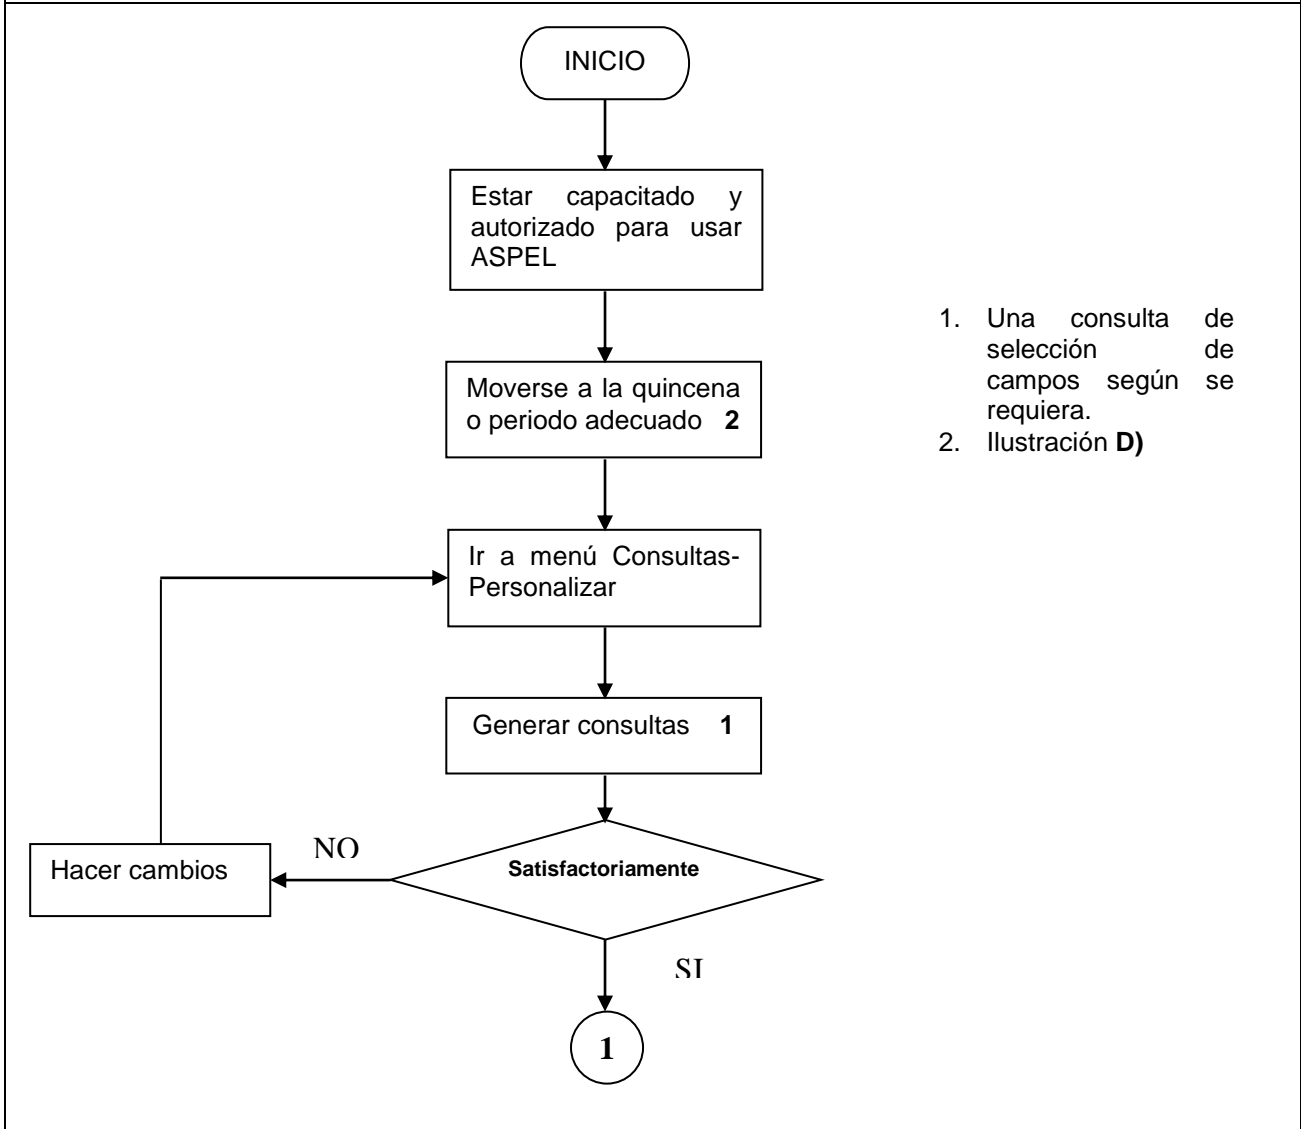 INICIO
Estar capacitado y
autorizado para usar
ASPEL
Moverse a la quincena
o periodo adecuado 2
Ir a menú Consultas-
Personalizar
Generar consultas 1
Satisfactoriamente
NO
Hacer cambios
SI
1
1. Una consulta de
selección de
campos según se
requiera.
2. Ilustración D)